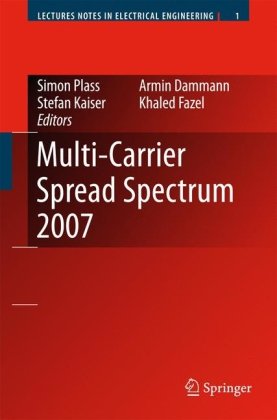 LECTURES NOTES IN ELECTRICAL ENGINEERING 1
Simon Plass Armin Dammann
Stefan Kaiser Khaled Fazel
Editors
Multi-Carrier
Spread Spectrum
2007
Springer